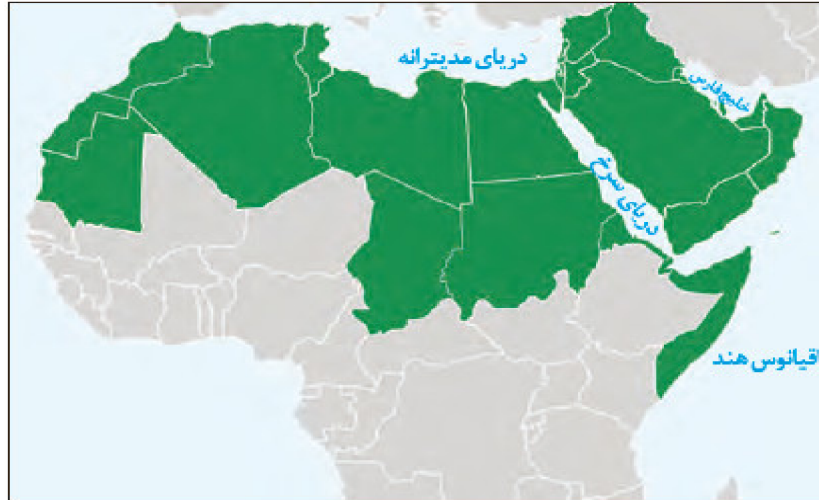 دریای مدیترانه
خلیج فارس
دریای سرخ
اقیانوس هند